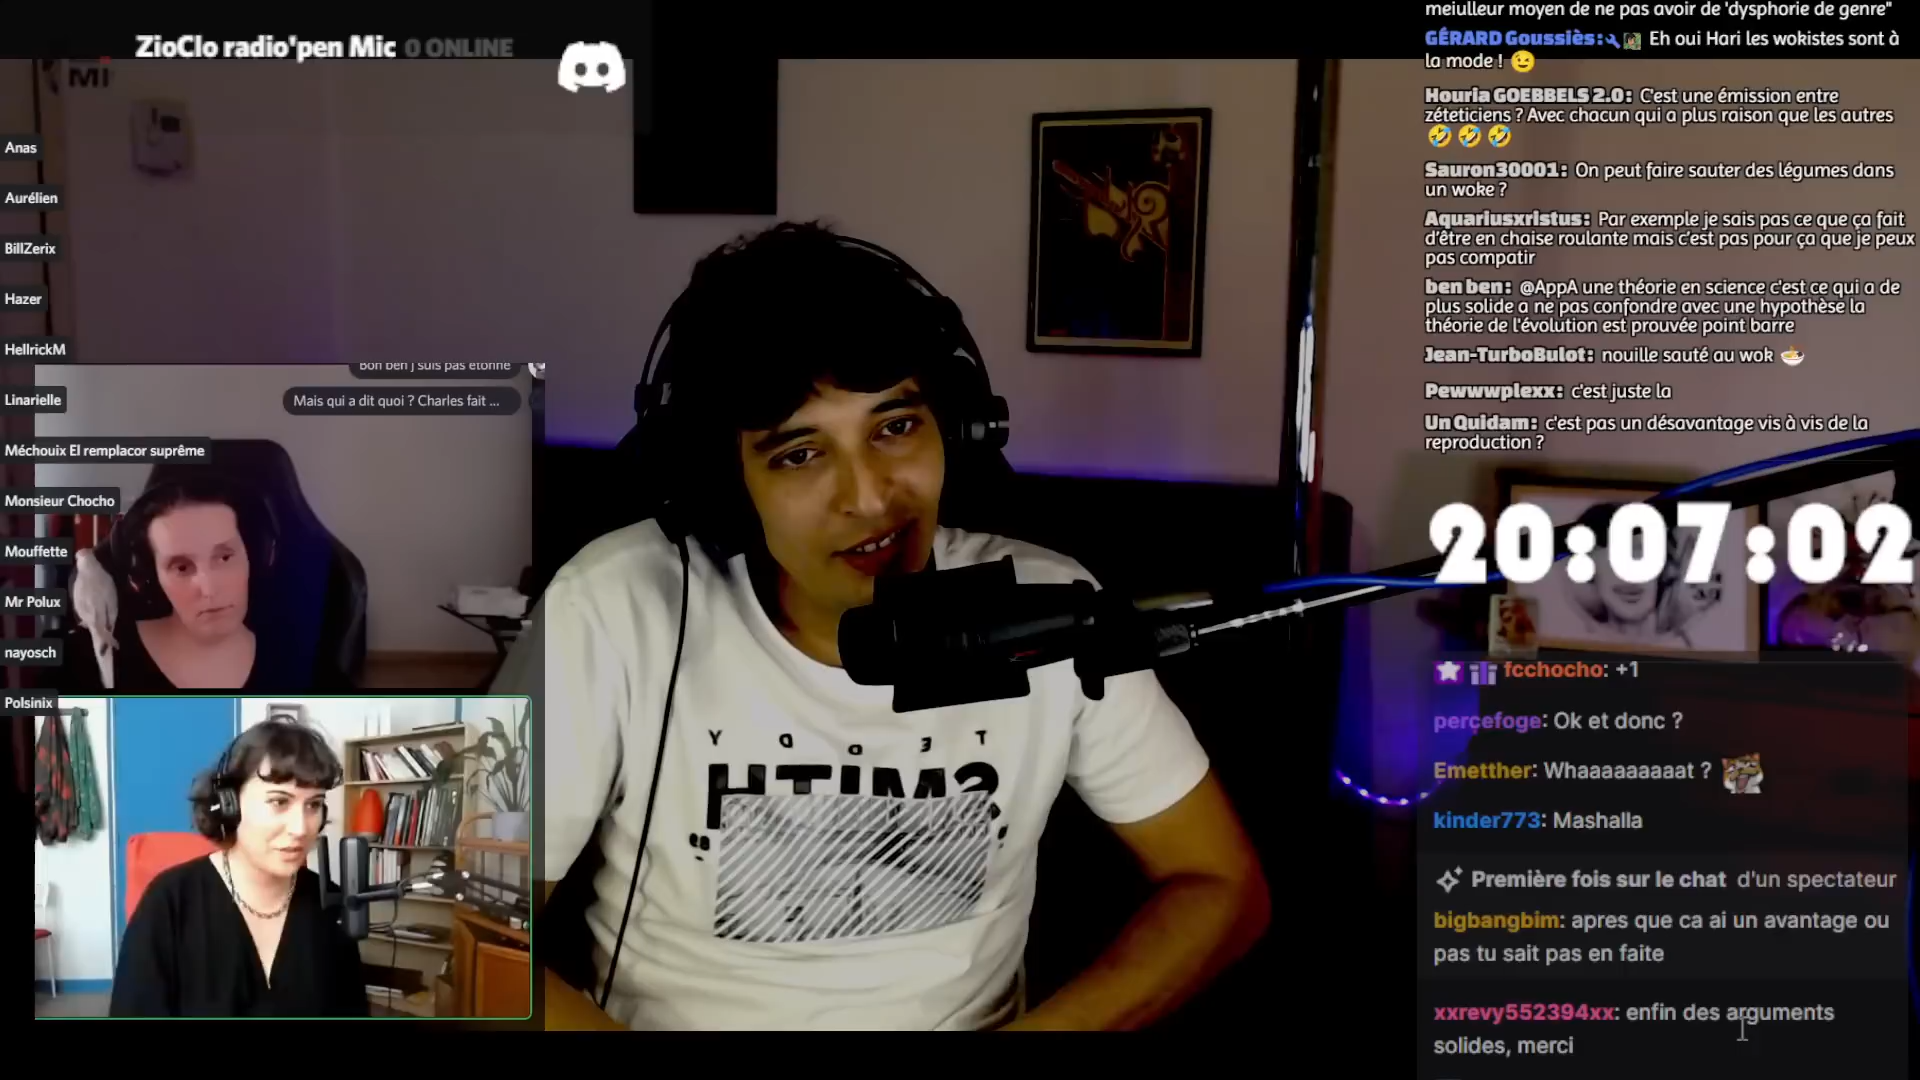 ZioClo radio'pen Mic 0 ONLINE
MI
Anas
Aurélien
BillZerix
Hazer
HellrickM
Linarielle
Méchouix El remplacor suprême
Monsieur Chocho
Mouffette
Mr Polux
nayosch
Polsinix
Bon ben j suis pas étonné
Mais qui a dit quoi ? Charles fait ...
T E D D Y
SMITH
meiulleur moyen de ne pas avoir de 'dysphorie de genre"
GÉRARD Goussiès: Eh oui Hari les wokistes sont à
la mode ! 😉
Houria GOEBBELS 2.0: C'est une émission entre
zéteticiens ? Avec chacun qui a plus raison que les autres
🤣 🤣 🤣
Sauron30001: On peut faire sauter des légumes dans
un woke ?
Aquariusxristus: Par exemple je sais pas ce que ça fait
d'être en chaise roulante mais c'est pas pour ça que je peux
pas compatir
ben ben: @AppA une théorie en science c'est ce qui a de
plus solide a ne pas confondre avec une hypothèse la
théorie de l'évolution est prouvée point barre
Jean-TurboBulot: nouille sauté au wok 🍜
Pewwwplexx: c'est juste la
Un Quidam: c'est pas un désavantage vis à vis de la
reproduction ?
20:07:02
fcchocho: +1
perçefoge: Ok et donc ?
Emetther: Whaaaaaaaaat ?
kinder773: Mashalla
Première fois sur le chat d'un spectateur
bigbangbim: apres que ca ai un avantage ou
pas tu sait pas en faite
xxrevy552394xx: enfin des arguments
solides, merci